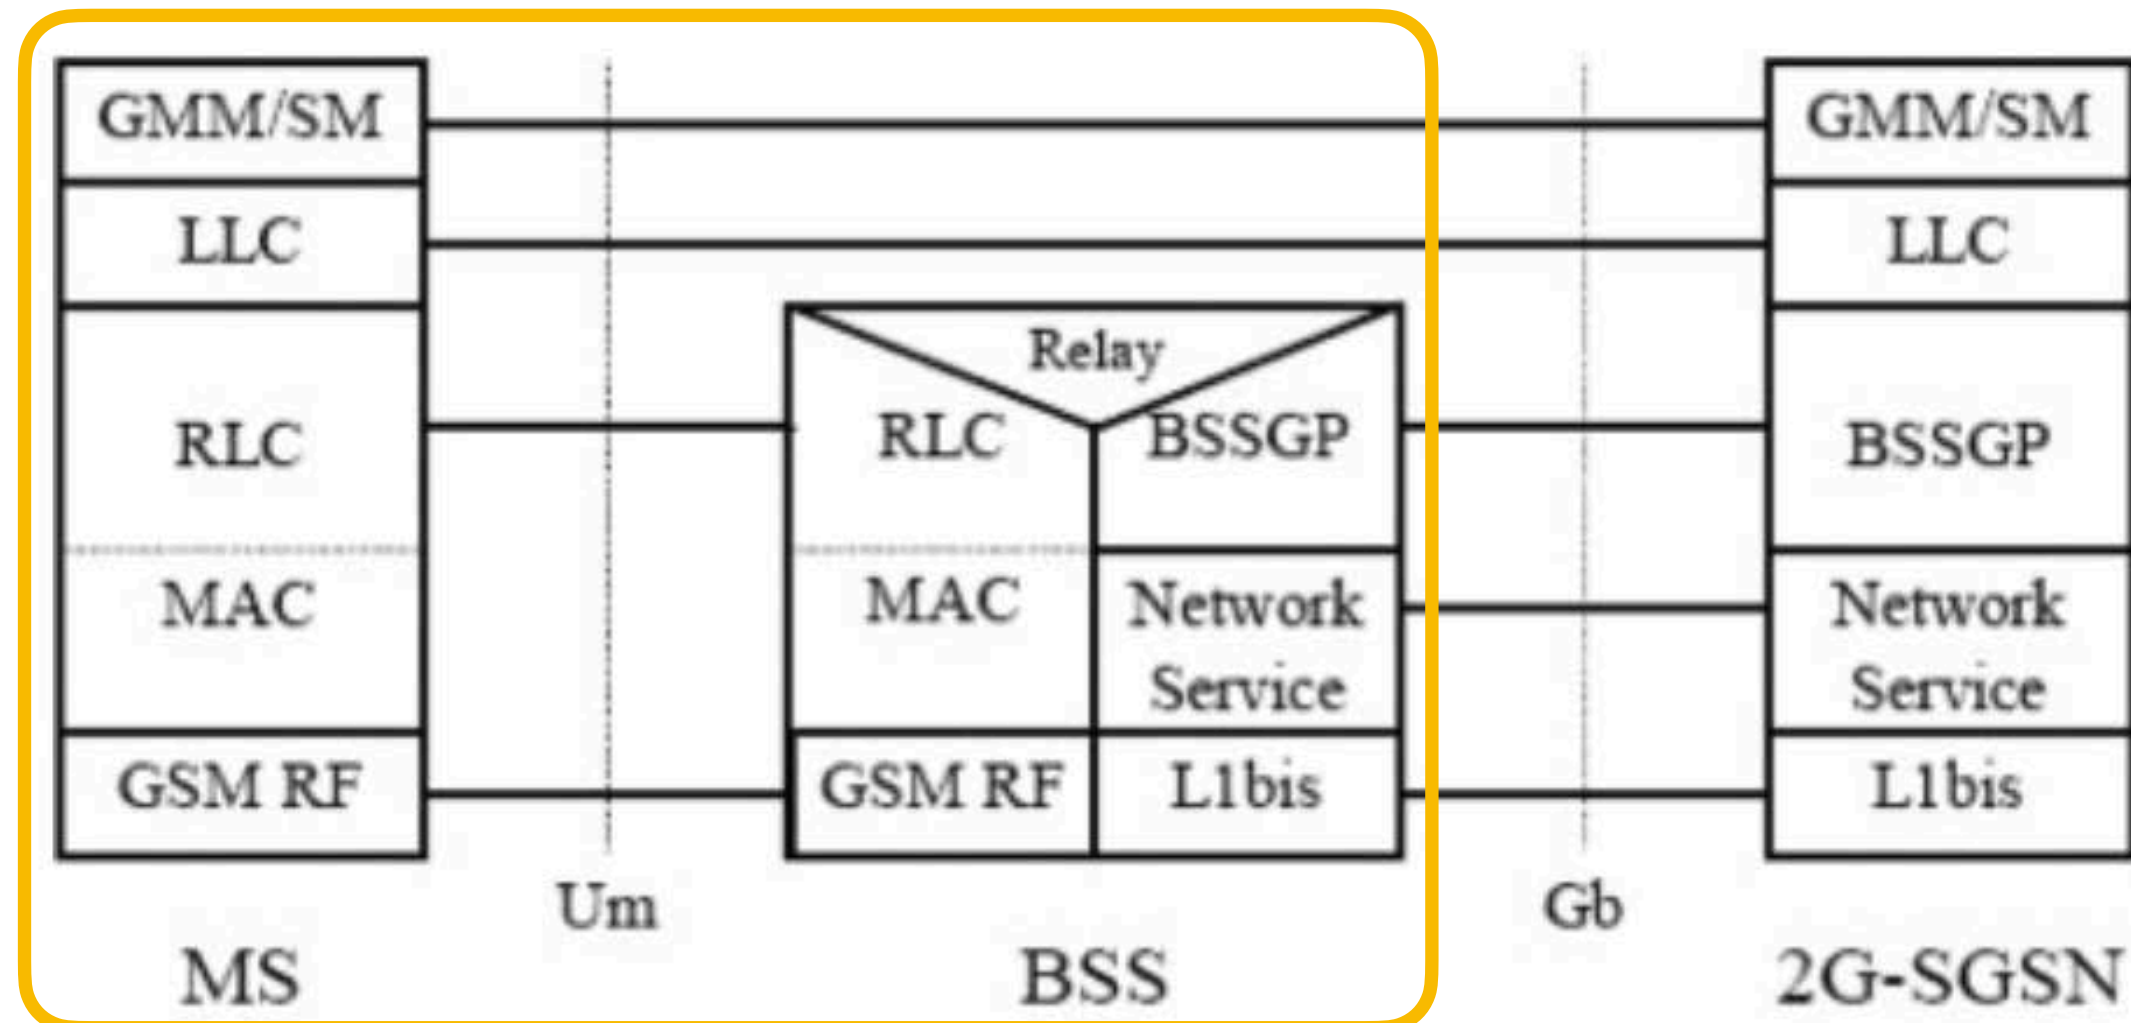 GMM/SM
LLC
RLC
MAC
GSM RF
MS
Um
Relay
RLC
BSSGP
MAC
Network
Service
GSM RF
L1bis
BSS
Gb
GMM/SM
LLC
BSSGP
Network
Service
L1bis
2G-SGSN